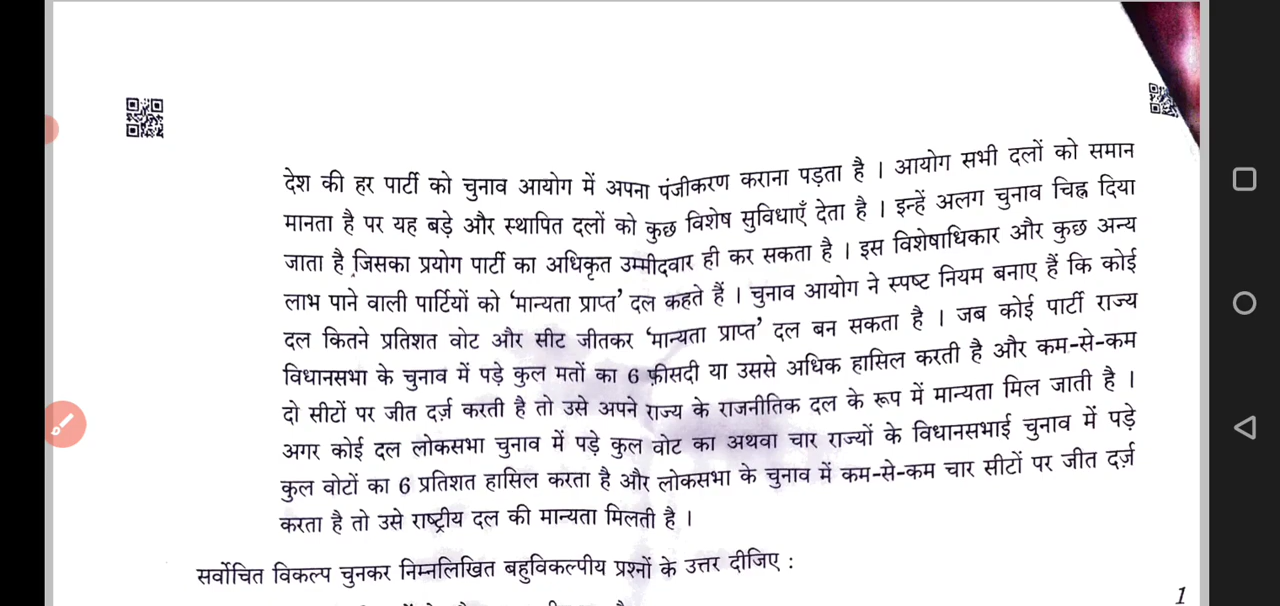 देश की हर पार्टी को चुनाव आयोग में अपना पंजीकरण कराना पड़ता है । आयोग सभी दलों को समान
मानता है पर यह बड़े और स्थापित दलों को कुछ विशेष सुविधाएँ देता है । इन्हें अलग चुनाव चिह्न दिया
जाता है जिसका प्रयोग पार्टी का अधिकृत उम्मीदवार ही कर सकता है । इस विशेषाधिकार और कुछ अन्य
लाभ पाने वाली पार्टियों को ‘मान्यता प्राप्त’ दल कहते हैं । चुनाव आयोग ने स्पष्ट नियम बनाए हैं कि कोई
दल कितने प्रतिशत वोट और सीट जीतकर ‘मान्यता प्राप्त’ दल बन सकता है । जब कोई पार्टी राज्य
विधानसभा के चुनाव में पड़े कुल मतों का 6 फ़ीसदी या उससे अधिक हासिल करती है और कम-से-कम
दो सीटों पर जीत दर्ज़ करती है तो उसे अपने राज्य के राजनीतिक दल के रूप में मान्यता मिल जाती है ।
अगर कोई दल लोकसभा चुनाव में पड़े कुल वोट का अथवा चार राज्यों के विधानसभाई चुनाव में पड़े
कुल वोटों का 6 प्रतिशत हासिल करता है और लोकसभा के चुनाव में कम-से-कम चार सीटों पर जीत दर्ज़
करता है तो उसे राष्ट्रीय दल की मान्यता मिलती है ।
सर्वोचित विकल्प चुनकर निम्नलिखित बहुविकल्पीय प्रश्नों के उत्तर दीजिए :
1